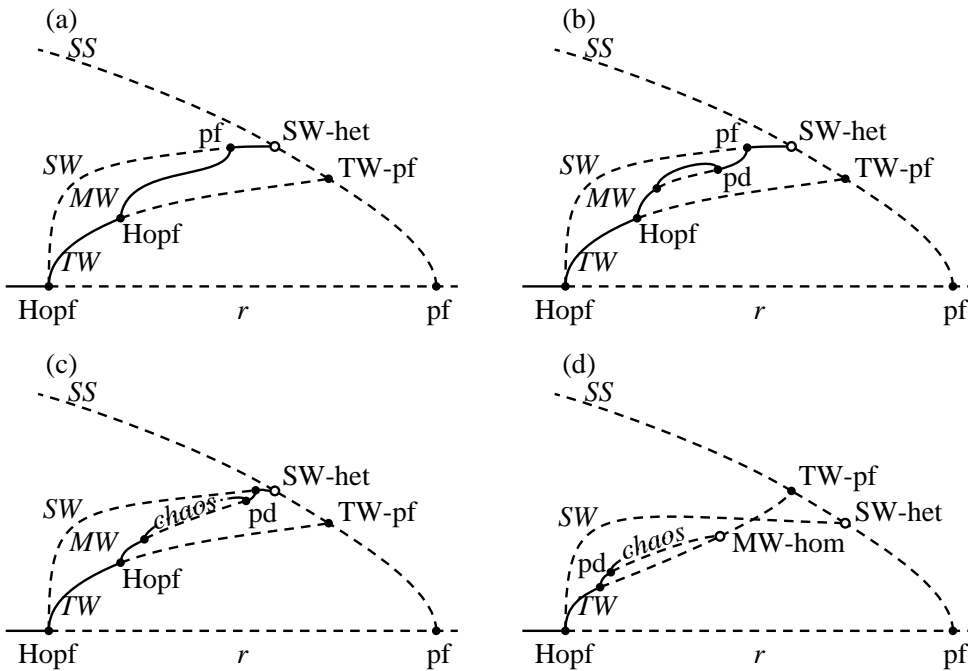 (a)
SS
SW
MW
TW
pf
SW-het
TW-pf
Hopf
Hopf
r
pf
(b)
SS
SW
MW
TW
pf
SW-het
TW-pf
pd
Hopf
Hopf
r
pf
(c)
SS
SW
MW
TW
chaos
SW-het
pd
TW-pf
Hopf
Hopf
r
pf
(d)
SS
TW-pf
SW
SW-het
chaos
MW-hom
pd
TW
Hopf
r
pf